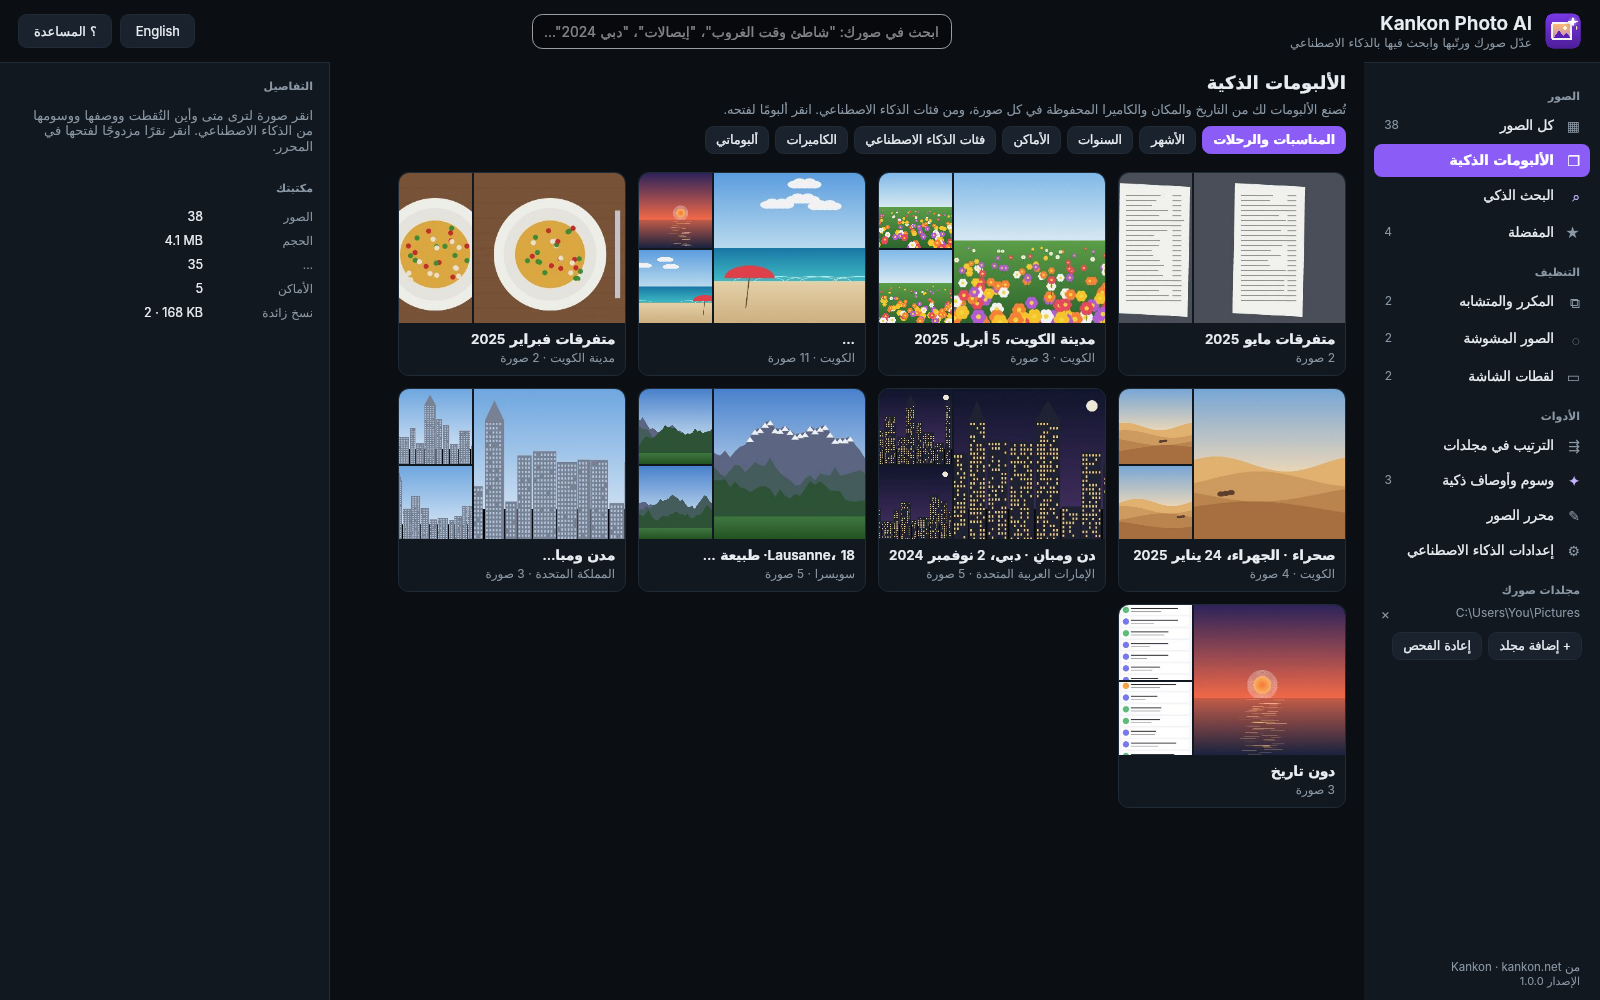 Kankon Photo AI
عدّل صورك ورتّبها وابحث فيها بالذكاء الاصطناعي
ابحث في صورك: "شاطئ وقت الغروب"، "إيصالات"، "دبي 2024"...
English
؟ المساعدة
الصور
كل الصور 38
الألبومات الذكية
البحث الذكي
المفضلة 4
التنظيف
المكرر والمتشابه 2
الصور المشوشة 2
لقطات الشاشة 2
الأدوات
الترتيب في مجلدات
وسوم وأوصاف ذكية 3
محرر الصور
إعدادات الذكاء الاصطناعي
مجلدات صورك
C:\Users\You\Pictures ×
+ إضافة مجلد
إعادة الفحص
من Kankon · kankon.net
الإصدار 1.0.0
الألبومات الذكية
تُصنع الألبومات لك من التاريخ والمكان والكاميرا المحفوظة في كل صورة، ومن فئات الذكاء الاصطناعي. انقر ألبومًا لفتحه.
المناسبات والرحلات
الأشهر
السنوات
الأماكن
فئات الذكاء الاصطناعي
الكاميرات
ألبوماتي
متفرقات مايو 2025
2 صورة
مدينة الكويت، 5 أبريل 2025
الكويت · 3 صورة
...
الكويت · 11 صورة
متفرقات فبراير 2025
مدينة الكويت · 2 صورة
صحراء · الجهراء، 24 يناير 2025
الكويت · 4 صورة
دن ومبانٍ · دبي، 2 نوفمبر 2024
الإمارات العربية المتحدة · 5 صورة
طبيعة ·Lausanne، 18 ...
سويسرا · 5 صورة
مدن ومبا...
المملكة المتحدة · 3 صورة
دون تاريخ
3 صورة
التفاصيل
انقر صورة لترى متى وأين التُقطت ووصفها ووسومها
من الذكاء الاصطناعي. انقر نقرًا مزدوجًا لفتحها في
المحرر.
مكتبتك
الصور 38
الحجم 4.1 MB
... 35
الأماكن 5
نسخ زائدة 2 · 168 KB